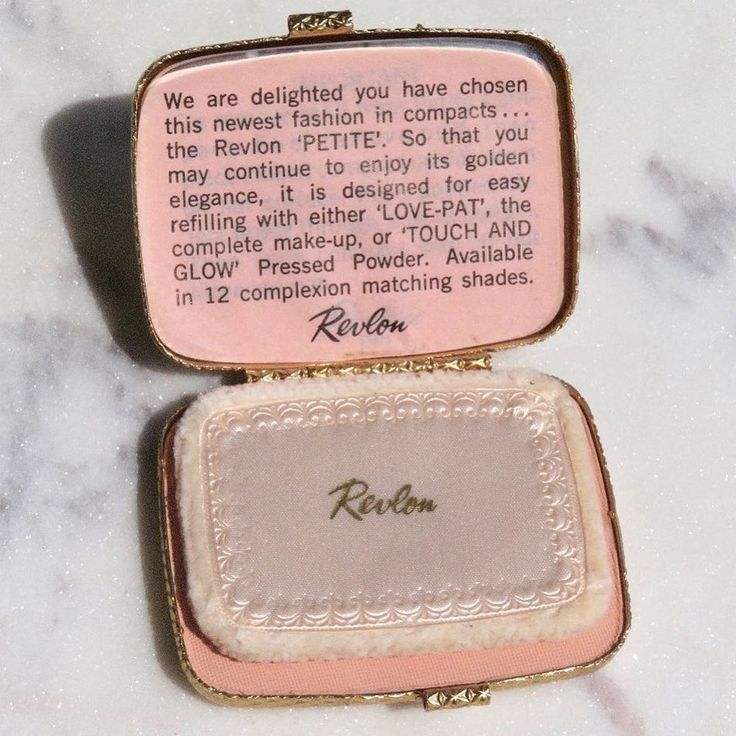 We are delighted you have chosen
this newest fashion in compacts...
the Revlon 'PETITE'. So that you
may continue to enjoy its golden
elegance, it is designed for easy
refilling with either 'LOVE-PAT', the
complete make-up, or 'TOUCH AND
GLOW' Pressed Powder. Available
in 12 complexion matching shades.
Revlon
Revlon